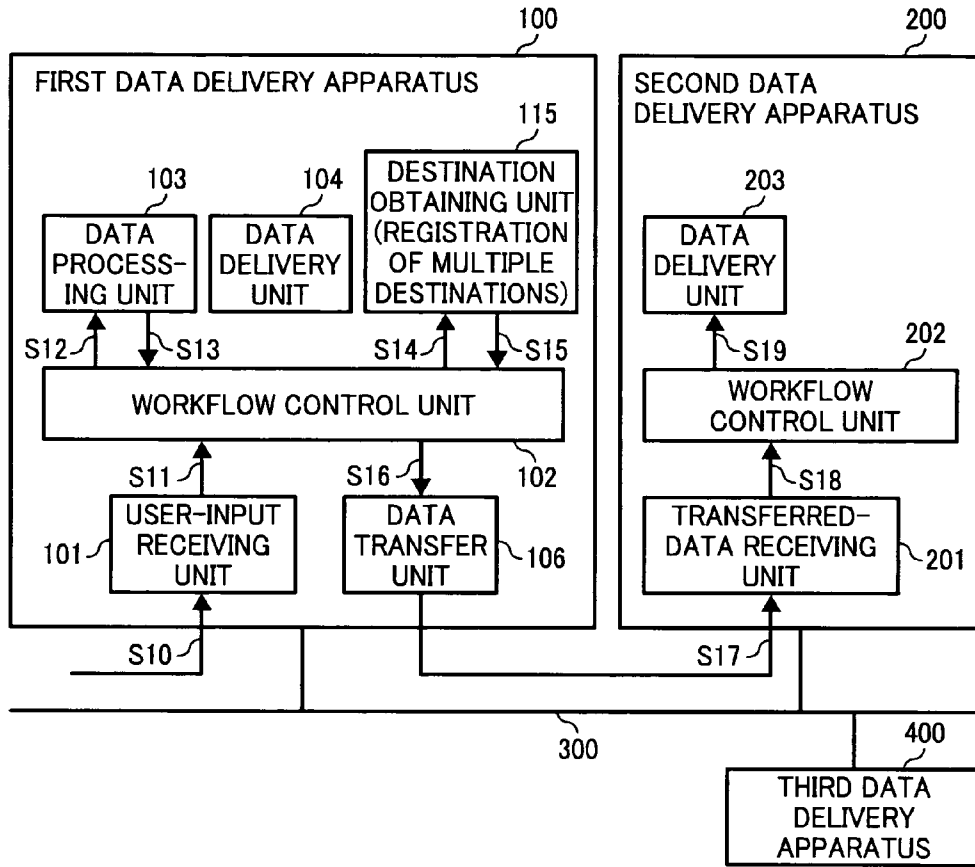 100
200
FIRST DATA DELIVERY APPARATUS
SECOND DATA
DELIVERY APPARATUS
115
103
104
DESTINATION
OBTAINING UNIT
(REGISTRATION
OF MULTIPLE
DESTINATIONS)
203
DATA
PROCESS-
ING UNIT
DATA
DELIVERY
UNIT
DATA
DELIVERY
UNIT
S12
S13
S14
S15
S19
202
WORKFLOW CONTROL UNIT
WORKFLOW
CONTROL UNIT
S11
S16
102
S18
101
USER-INPUT
RECEIVING
UNIT
DATA
TRANSFER
UNIT
106
TRANSFERRED-
DATA RECEIVING
UNIT
201
S10
S17
300
400
THIRD DATA
DELIVERY
APPARATUS